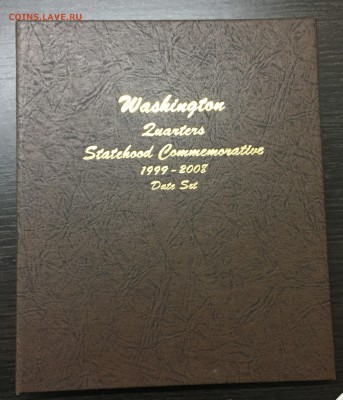 COINS.LAVE.RU
Washington
Quarters
Statehood Commemorative
1999-2008
Date Set